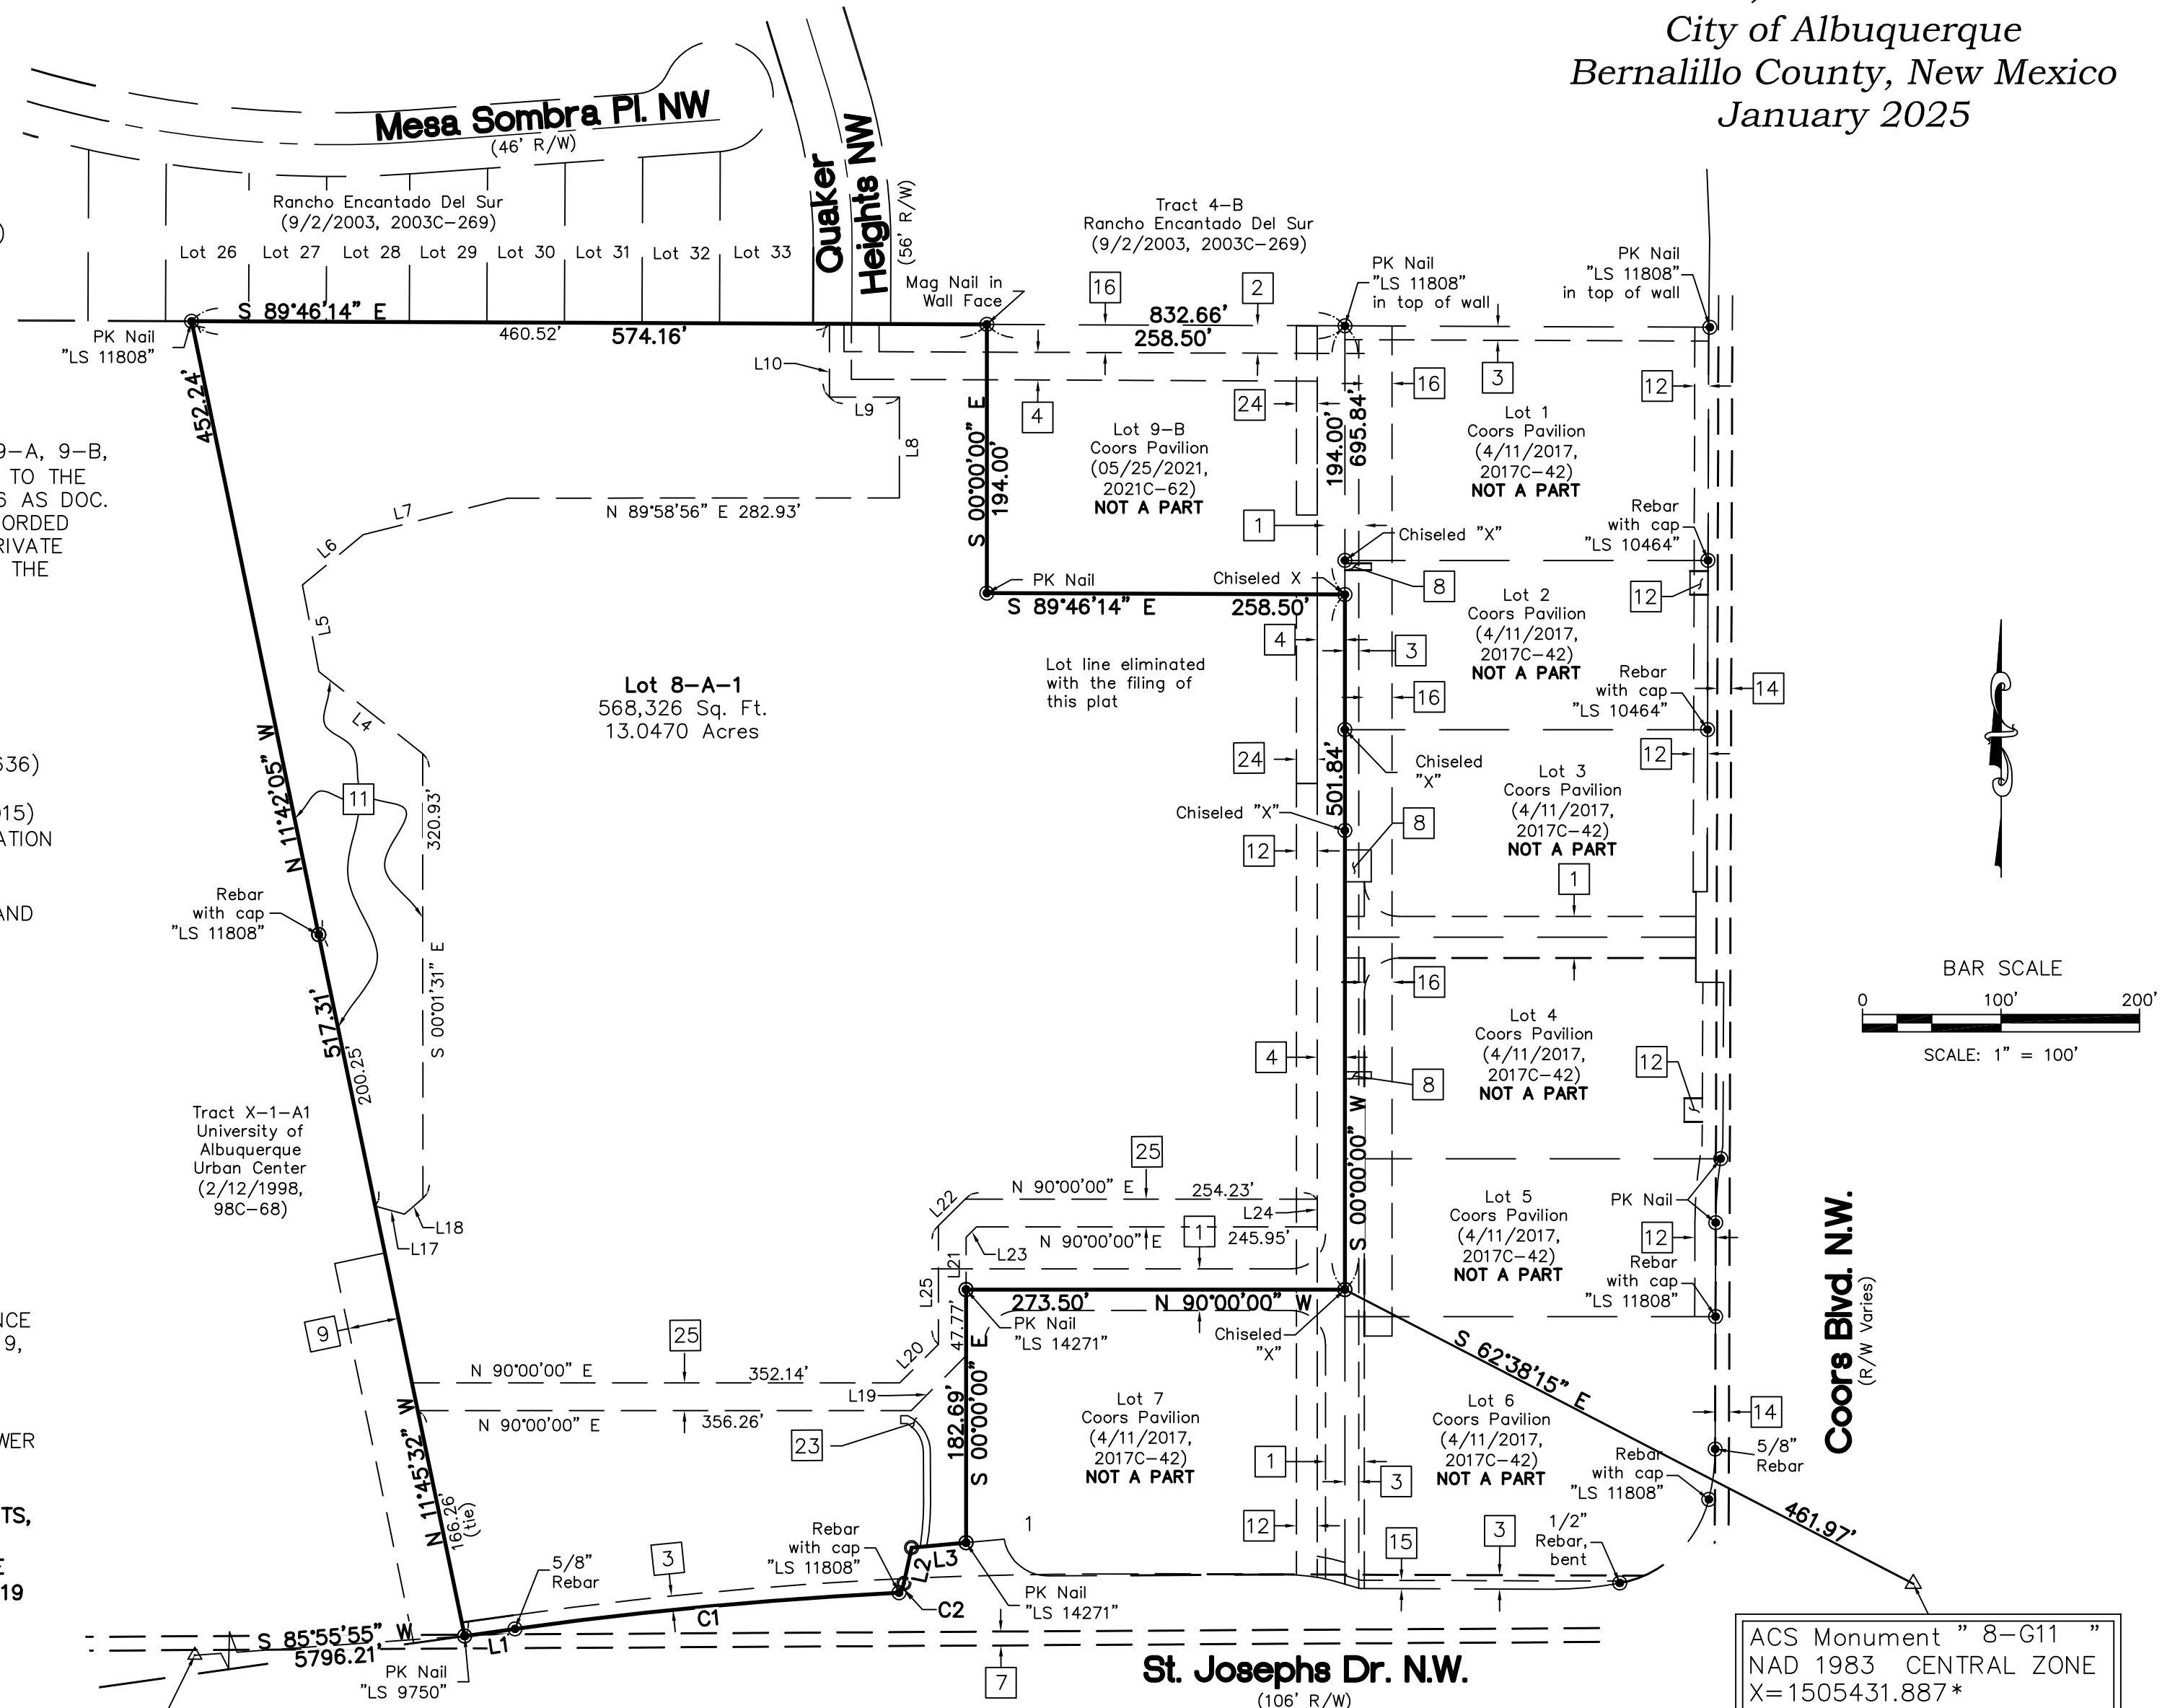 City of Albuquerque
Bernalillo County, New Mexico
January 2025
Mesa Sombra Pl. NW
(46' R/W)
Quaker
Heights NW
(56' R/W)
Rancho Encantado Del Sur
(9/2/2003, 2003C-269)
Lot 26
Lot 27
Lot 28
Lot 29
Lot 30
Lot 31
Lot 32
Lot 33
Tract 4-B
Rancho Encantado Del Sur
(9/2/2003, 2003C-269)
PK Nail
"LS 11808"
in top of wall
PK Nail
"LS 11808"
in top of wall
Mag Nail in
Wall Face
16
2
S 89°46'14" E
460.52'
574.16'
832.66'
258.50'
PK Nail
"LS 11808"
452.24'
L10
L9
L8
4
24
16
3
12
S 00°00'00" E
194.00'
194.00'
695.84'
Lot 9-B
Coors Pavilion
(05/25/2021,
2021C-62)
NOT A PART
Lot 1
Coors Pavilion
(4/11/2017,
2017C-42)
NOT A PART
9-A, 9-B,
TO THE
6 AS DOC.
ORDED
RIVATE
THE
L7
N 89°58'56" E 282.93'
L6
L5
L4
1
Chiseled "X"
Rebar
with cap
"LS 10464"
8
12
PK Nail
Chiseled X
S 89°46'14" E
258.50'
Lot 2
Coors Pavilion
(4/11/2017,
2017C-42)
NOT A PART
4
3
16
Lot line eliminated
with the filing of
this plat
Rebar
with cap
"LS 10464"
14
Lot 8-A-1
568,326 Sq. Ft.
13.0470 Acres
N 11°42'05" W
11
320.93'
S 00°01'31" E
24
501.84'
Chiseled
"X"
Chiseled "X"
8
12
12
Lot 3
Coors Pavilion
(4/11/2017,
2017C-42)
NOT A PART
1
636)
015)
ATION
AND
Rebar
with cap
"LS 11808"
517.31'
200.25'
16
BAR SCALE
0
100'
200'
SCALE: 1" = 100'
Lot 4
Coors Pavilion
(4/11/2017,
2017C-42)
NOT A PART
4
8
12
Tract X-1-A1
University of
Albuquerque
Urban Center
(2/12/1998,
98C-68)
L18
L17
25
N 90°00'00" E
254.23'
L22
L24
1
N 90°00'00" E
245.95'
L23
L21
L25
S 00°00'00" W
Lot 5
Coors Pavilion
(4/11/2017,
2017C-42)
NOT A PART
PK Nail
12
Rebar
with cap
"LS 11808"
Coors Blvd. N.W.
(R/W Varies)
273.50'
N 90°00'00" W
PK Nail
"LS 14271"
Chiseled
"X"
47.77'
NCE
9,
9
25
N 90°00'00" E
352.14'
L20
L19
N 90°00'00" E
356.26'
23
182.69'
S 00°00'00" E
S 62°38'15" E
461.97'
Lot 7
Coors Pavilion
(4/11/2017,
2017C-42)
NOT A PART
Lot 6
Coors Pavilion
(4/11/2017,
2017C-42)
NOT A PART
1
3
12
14
5/8"
Rebar
Rebar
with cap
"LS 11808"
WER
TS,
E
19
N 11°45'32" W
166.26'
(tie)
5/8"
Rebar
3
Rebar
with cap
"LS 11808"
L3
L2
C2
C1
1
PK Nail
"LS 14271"
15
3
1/2"
Rebar,
bent
S 85°55'55" W
5796.21'
L1
PK Nail
"LS 9750"
7
St. Josephs Dr. N.W.
(106' R/W)
ACS Monument " 8-G11 "
NAD 1983 CENTRAL ZONE
X=1505431.887*